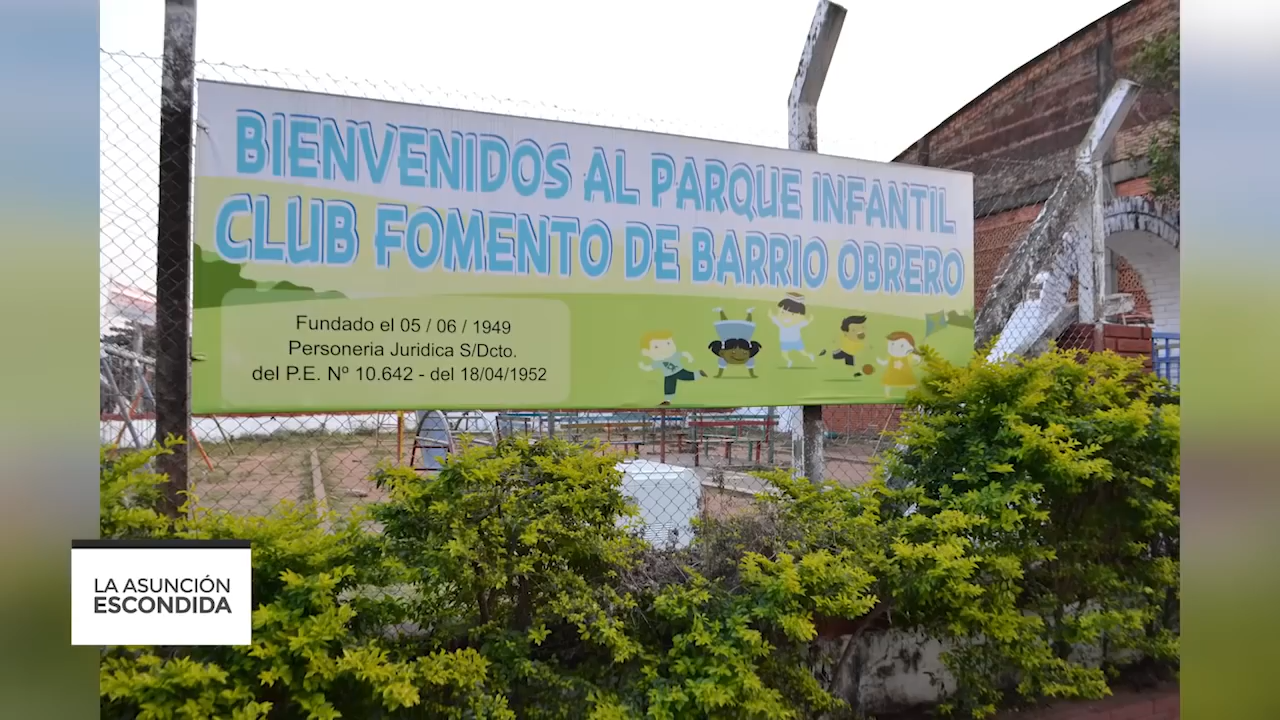 BIENVENIDOS AL PARQUE INFANTIL
CLUB FOMENTO DE BARRIO OBRERO
Fundado el 05 / 06 / 1949
Personeria Juridica S/Dcto.
del P.E. Nº 10.642 - del 18/04/1952
LA ASUNCIÓN
ESCONDIDA